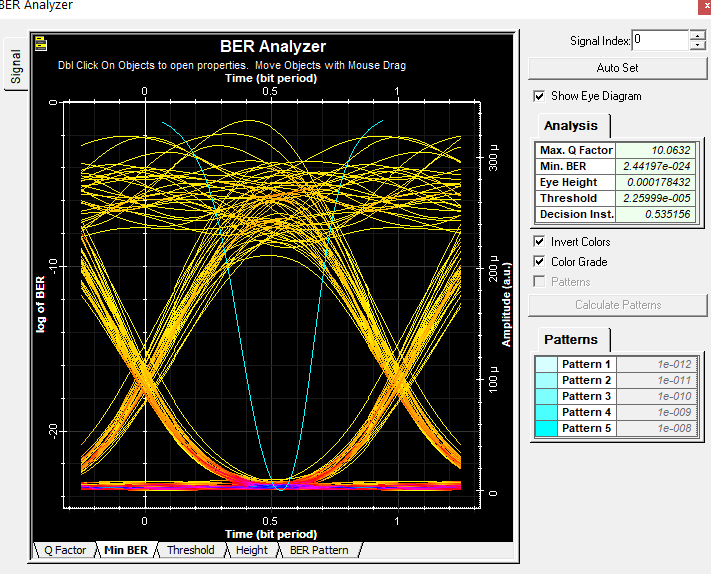 BER Analyzer
x
Signal
BER Analyzer
Dbl Click On Objects to open properties.  Move Objects with Mouse Drag
Time (bit period)
0
0.5
1
0
-10
-20
log of BER
300 µ
200 µ
100 µ
0
Amplitude (a.u.)
0
0.5
1
Time (bit period)
Q Factor
Min BER
Threshold
Height
BER Pattern
Signal Index: 0
Auto Set
Show Eye Diagram
Analysis
Max. Q Factor 10.0632
Min. BER 2.44197e-024
Eye Height 0.000178432
Threshold 2.25999e-005
Decision Inst. 0.535156
Invert Colors
Color Grade
Patterns
Calculate Patterns
Patterns
Pattern 1 1e-012
Pattern 2 1e-011
Pattern 3 1e-010
Pattern 4 1e-009
Pattern 5 1e-008